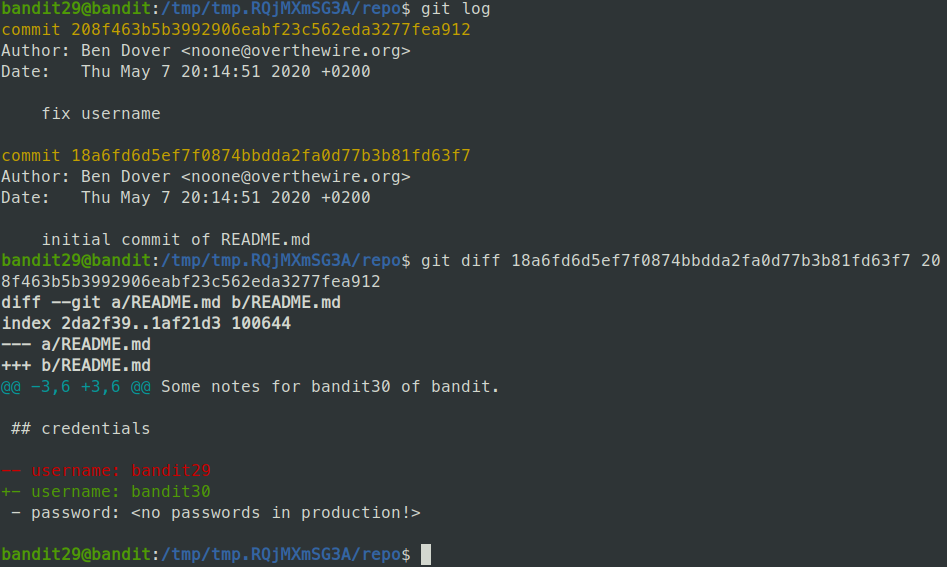 bandit29@bandit:/tmp/tmp.RQjMXmSG3A/repo$ git log
commit 208f463b5b3992906eabf23c562eda3277fea912
Author: Ben Dover <noone@overthewire.org>
Date:   Thu May 7 20:14:51 2020 +0200
    fix username
commit 18a6fd6d5ef7f0874bbdda2fa0d77b3b81fd63f7
Author: Ben Dover <noone@overthewire.org>
Date:   Thu May 7 20:14:51 2020 +0200
    initial commit of README.md
bandit29@bandit:/tmp/tmp.RQjMXmSG3A/repo$ git diff 18a6fd6d5ef7f0874bbdda2fa0d77b3b81fd63f7 20
8f463b5b3992906eabf23c562eda3277fea912
diff --git a/README.md b/README.md
index 2da2f39..1af21d3 100644
--- a/README.md
+++ b/README.md
@@ -3,6 +3,6 @@ Some notes for bandit30 of bandit.
 ## credentials
-- username: bandit29
+- username: bandit30
 - password: <no passwords in production!>
bandit29@bandit:/tmp/tmp.RQjMXmSG3A/repo$